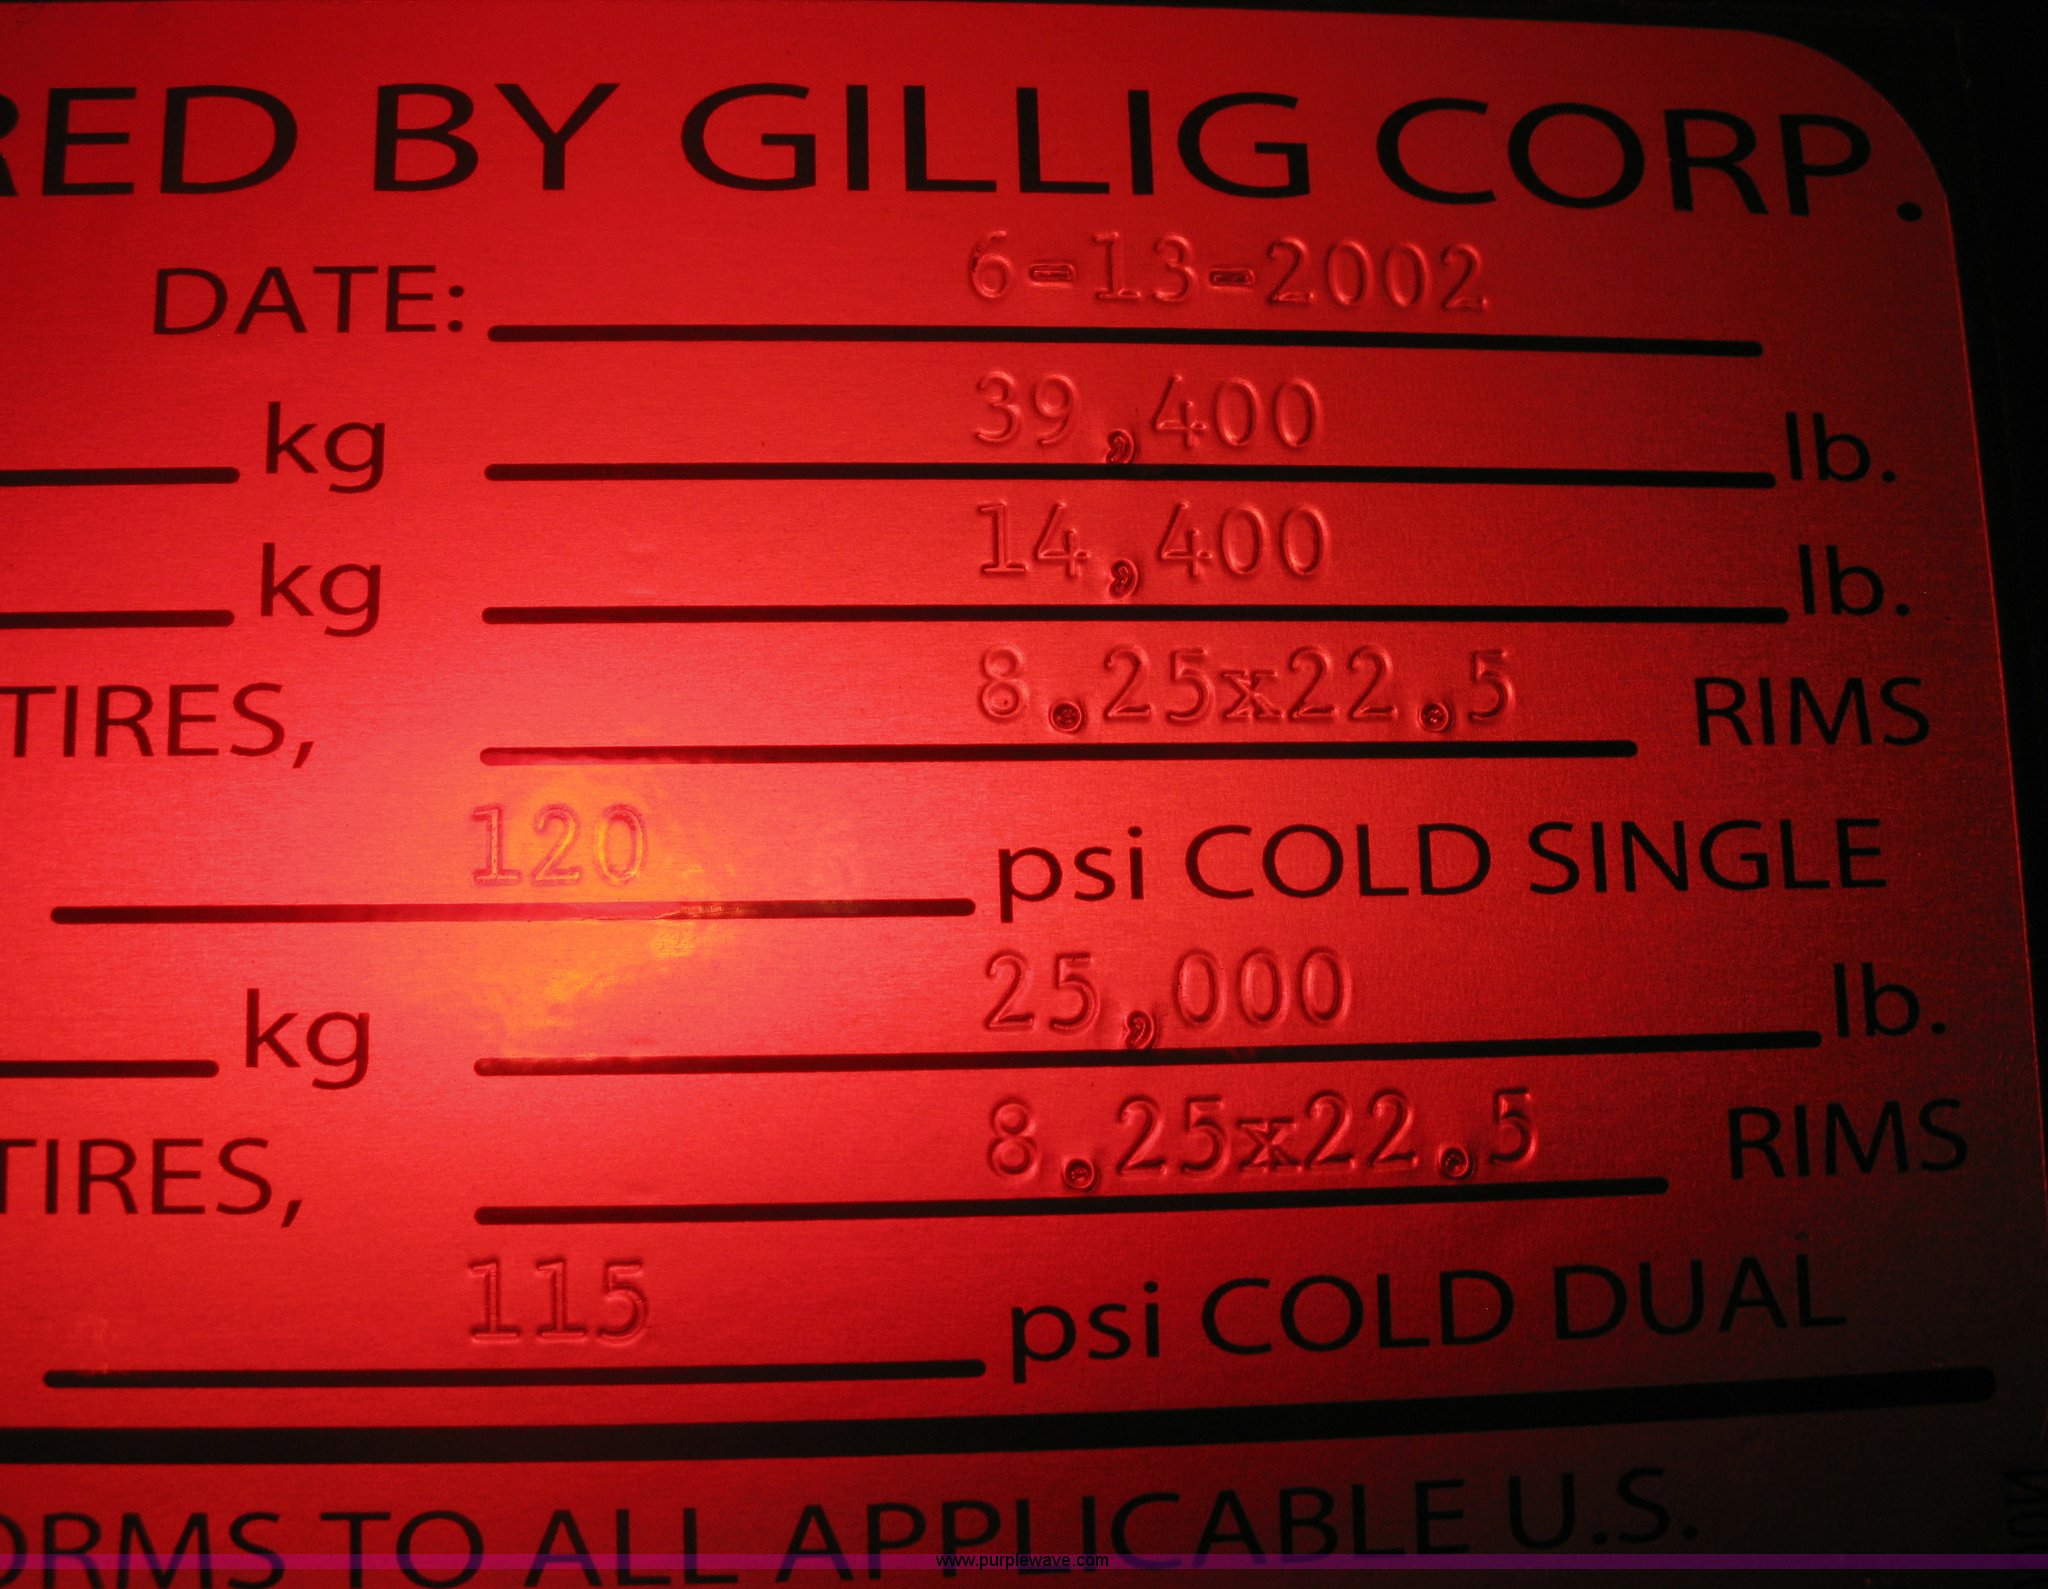 RED BY GILLIG CORP.
DATE: 6-13-2002
kg 39,400 lb.
kg 14,400 lb.
TIRES, 8.25x22.5 RIMS
120 psi COLD SINGLE
kg 25,000 lb.
TIRES, 8.25x22.5 RIMS
115 psi COLD DUAL
ORMS TO ALL APPLICABLE U.S.
www.purplewave.com